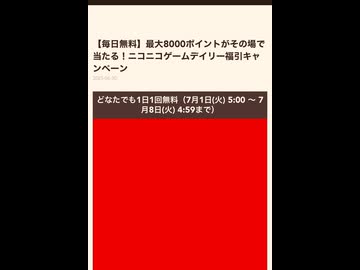 【毎日無料】最大8000ポイントがその場で
当たる！ニコニコゲームデイリー福引キャ
ンペーン
2025-06-30
どなたでも1日1回無料（7月1日(火) 5:00 ～ 7
月8日(火) 4:59まで）